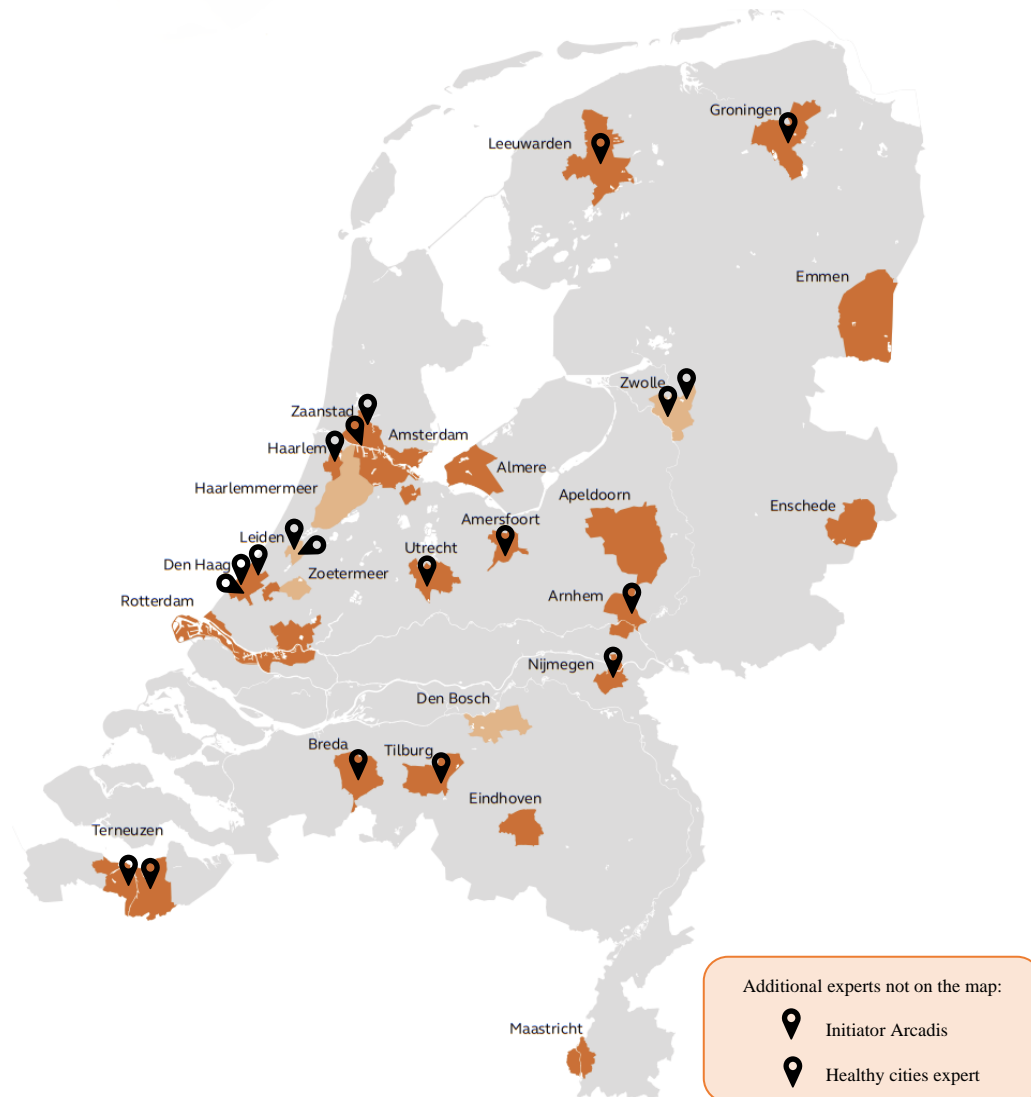 Groningen
Leeuwarden
Emmen
Zwolle
Zaanstad
Amsterdam
Haarlem
Almere
Haarlemmermeer
Apeldoorn
Enschede
Amersfoort
Leiden
Utrecht
Den Haag
Zoetermeer
Arnhem
Rotterdam
Nijmegen
Den Bosch
Breda
Tilburg
Eindhoven
Terneuzen
Maastricht
Additional experts not on the map:
Initiator Arcadis
Healthy cities expert